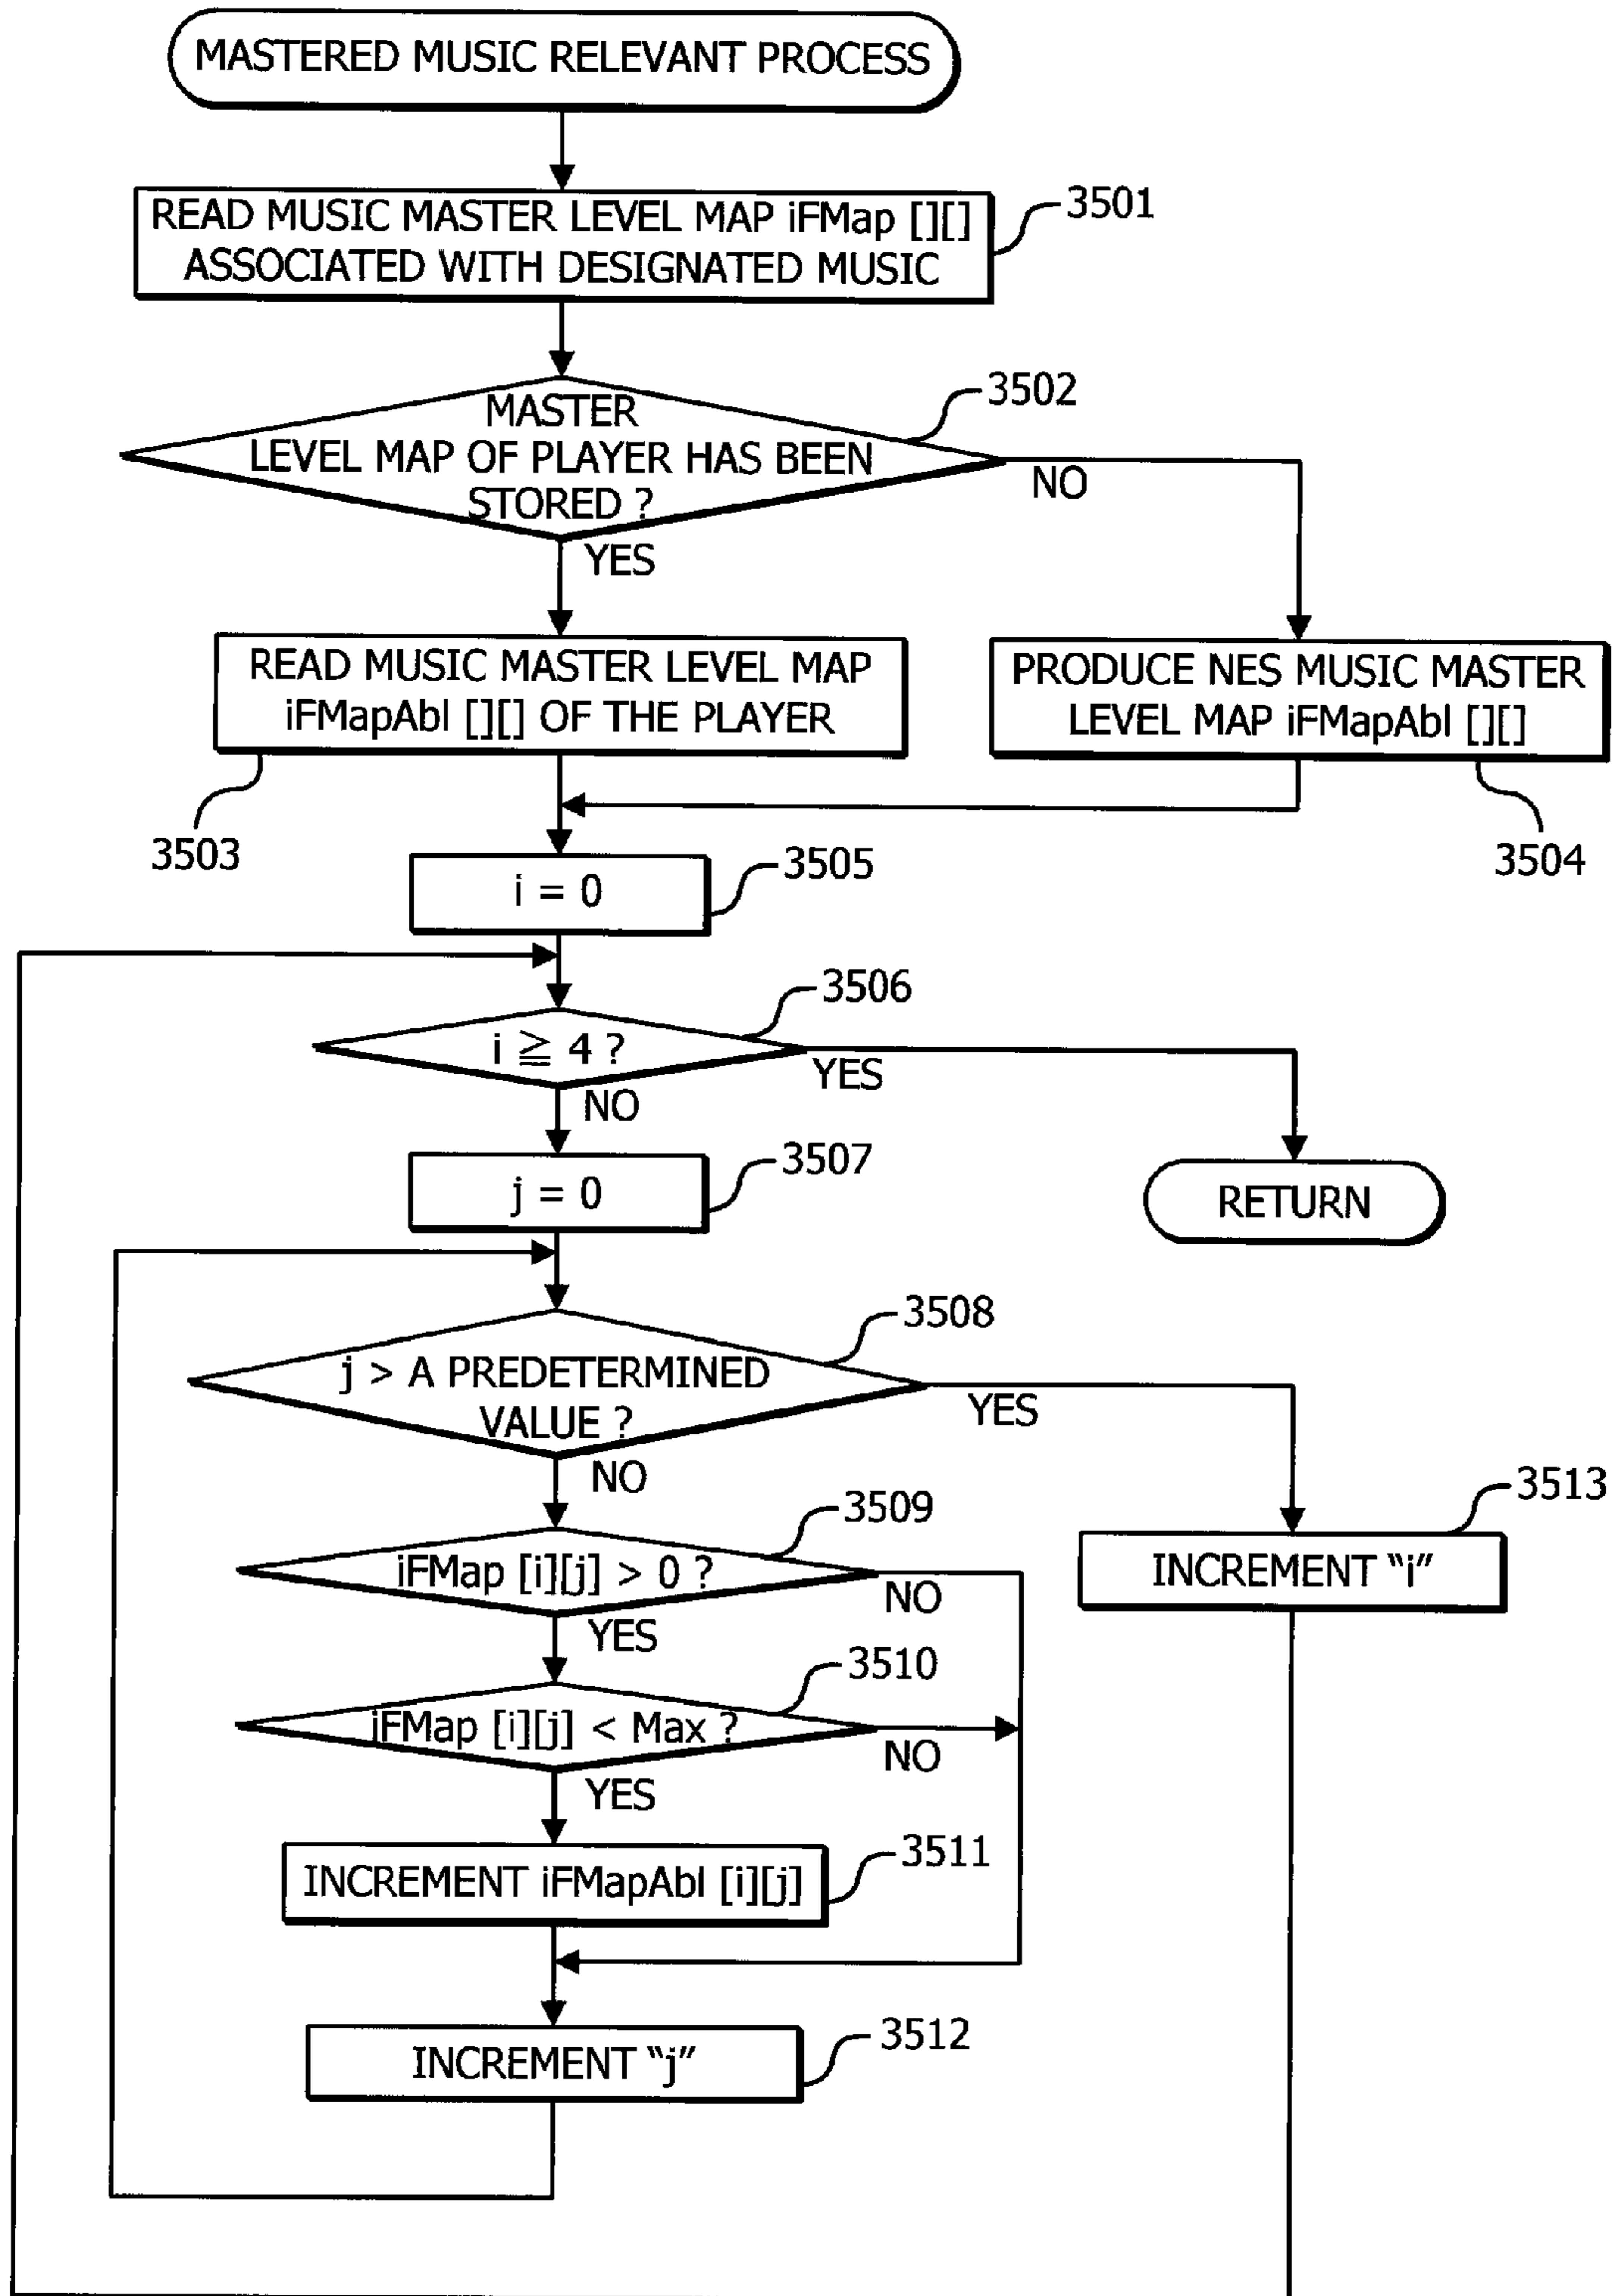 MASTERED MUSIC RELEVANT PROCESS
READ MUSIC MASTER LEVEL MAP iFMap [][]
ASSOCIATED WITH DESIGNATED MUSIC
3501
MASTER
LEVEL MAP OF PLAYER HAS BEEN
STORED ?
3502
NO
YES
READ MUSIC MASTER LEVEL MAP
iFMapAbl [][] OF THE PLAYER
3503
PRODUCE NES MUSIC MASTER
LEVEL MAP iFMapAbl [][]
3504
i = 0
3505
i ≧ 4 ?
3506
YES
NO
j = 0
3507
RETURN
j > A PREDETERMINED
VALUE ?
3508
YES
NO
iFMap [i][j] > 0 ?
3509
NO
YES
3513
INCREMENT “i”
iFMap [i][j] < Max ?
3510
NO
YES
INCREMENT iFMapAbl [i][j]
3511
INCREMENT “j”
3512